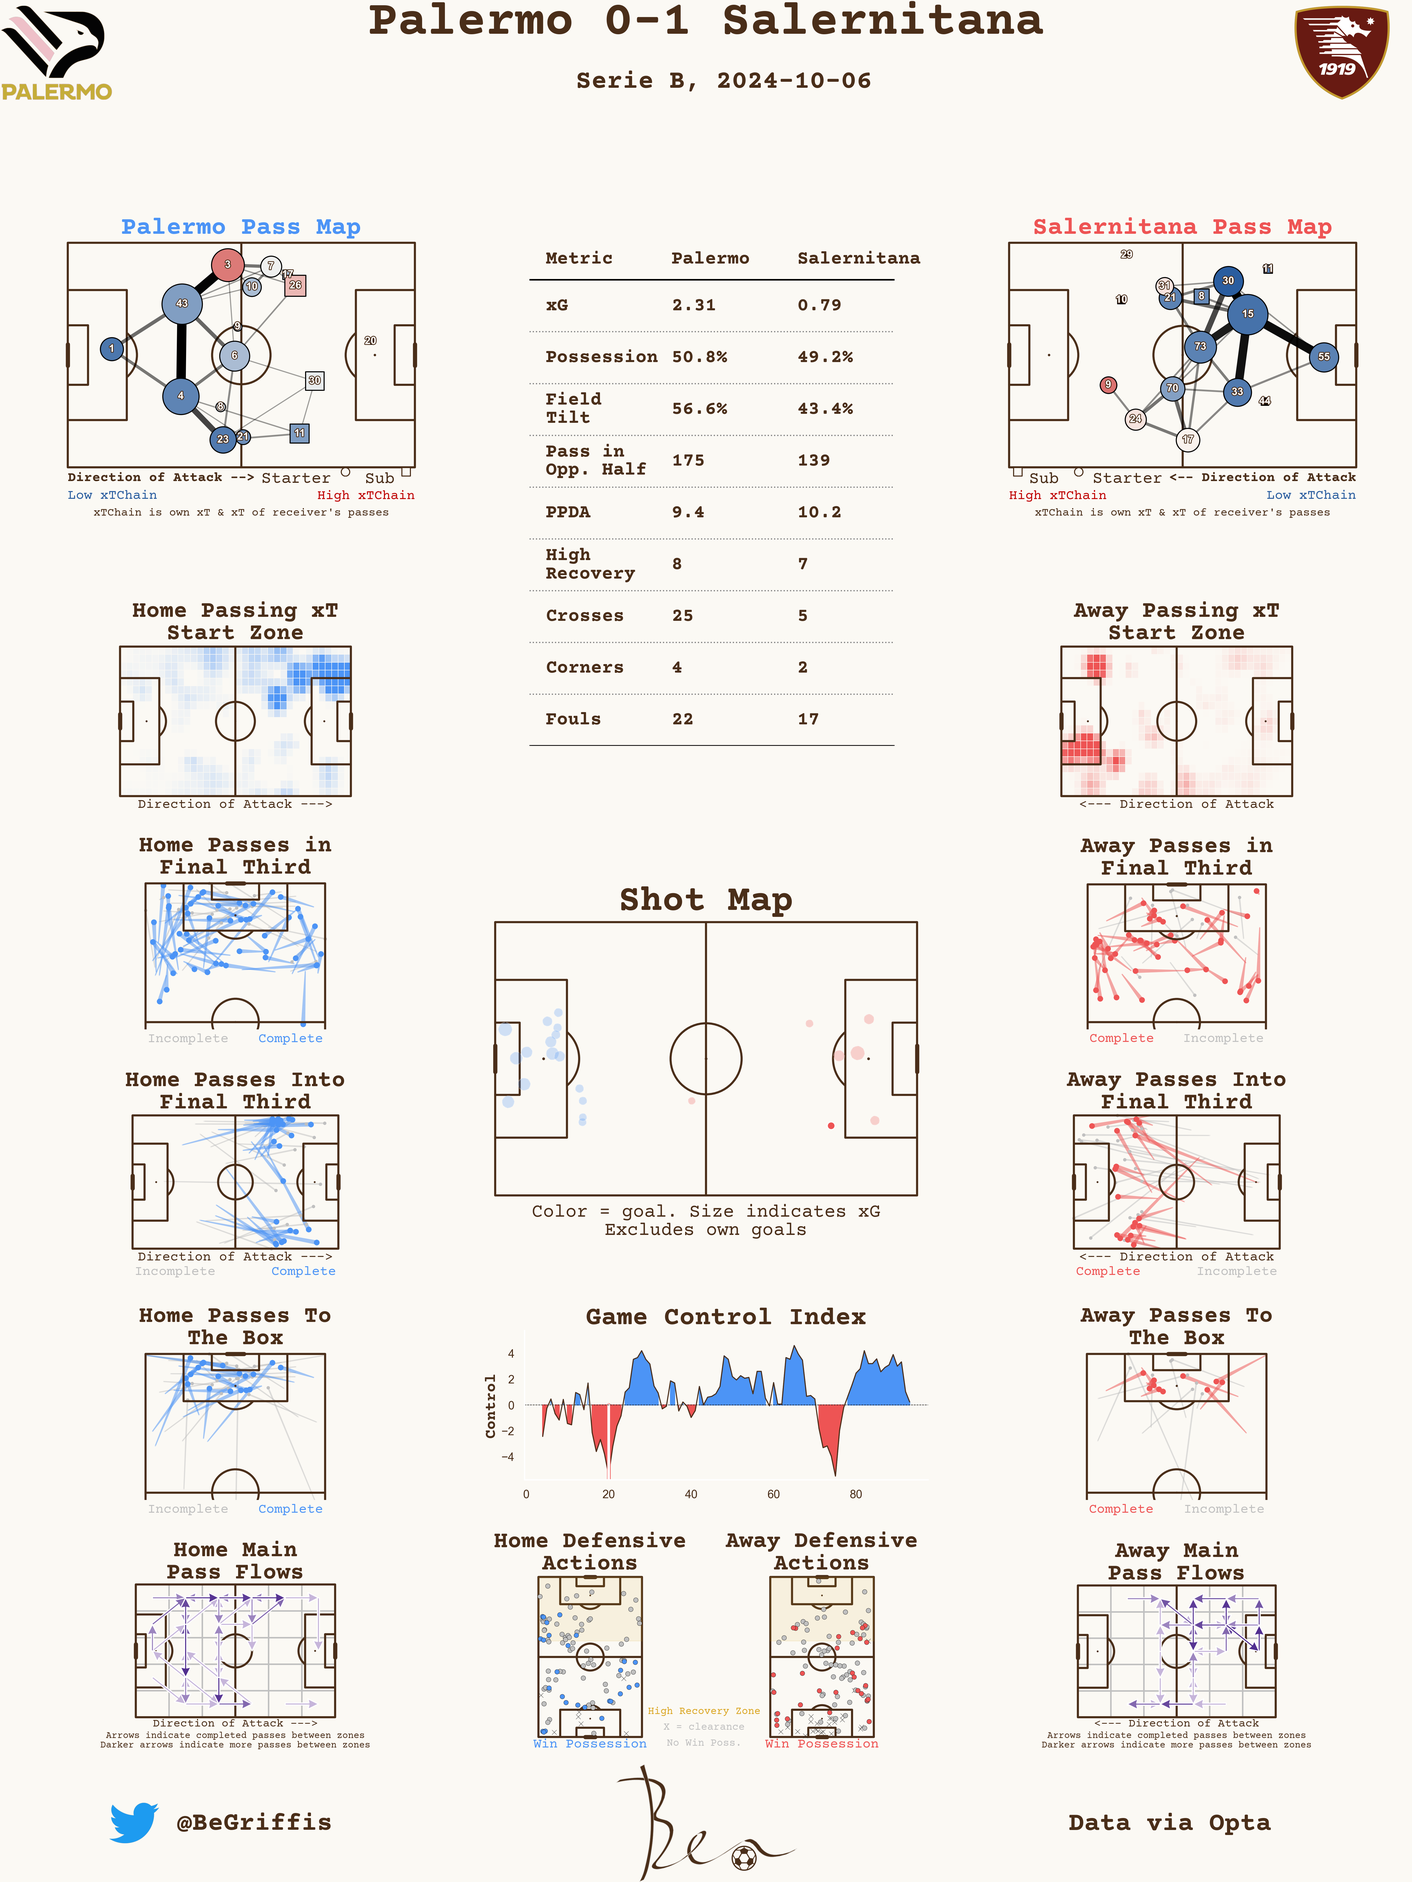 Palermo 0-1 Salernitana
Serie B, 2024-10-06
PALERMO
1919
Palermo Pass Map
3
7
17
10
26
43
9
1
6
20
30
4
8
23
21
11
Direction of Attack --> Starter Sub
Low xTChain High xTChain
xTChain is own xT & xT of receiver's passes
Metric Palermo Salernitana
xG 2.31 0.79
Possession 50.8% 49.2%
Field
Tilt 56.6% 43.4%
Pass in
Opp. Half 175 139
PPDA 9.4 10.2
High
Recovery 8 7
Crosses 25 5
Corners 4 2
Fouls 22 17
Salernitana Pass Map
29
11
31
30
21
8
10
15
73
55
9
70
33
44
24
17
Sub Starter <-- Direction of Attack
High xTChain Low xTChain
xTChain is own xT & xT of receiver's passes
Home Passing xT
Start Zone
Direction of Attack --->
Away Passing xT
Start Zone
<--- Direction of Attack
Home Passes in
Final Third
Incomplete Complete
Away Passes in
Final Third
Complete Incomplete
Shot Map
Color = goal. Size indicates xG
Excludes own goals
Home Passes Into
Final Third
Direction of Attack --->
Incomplete Complete
Away Passes Into
Final Third
<--- Direction of Attack
Complete Incomplete
Home Passes To
The Box
Incomplete Complete
Game Control Index
Control
4
2
0
−2
−4
0 20 40 60 80
Away Passes To
The Box
Complete Incomplete
Home Main
Pass Flows
Direction of Attack --->
Arrows indicate completed passes between zones
Darker arrows indicate more passes between zones
Home Defensive
Actions
Win Possession
Away Defensive
Actions
Win Possession
High Recovery Zone
X = clearance
No Win Poss.
Away Main
Pass Flows
<--- Direction of Attack
Arrows indicate completed passes between zones
Darker arrows indicate more passes between zones
@BeGriffis
Ben
Data via Opta